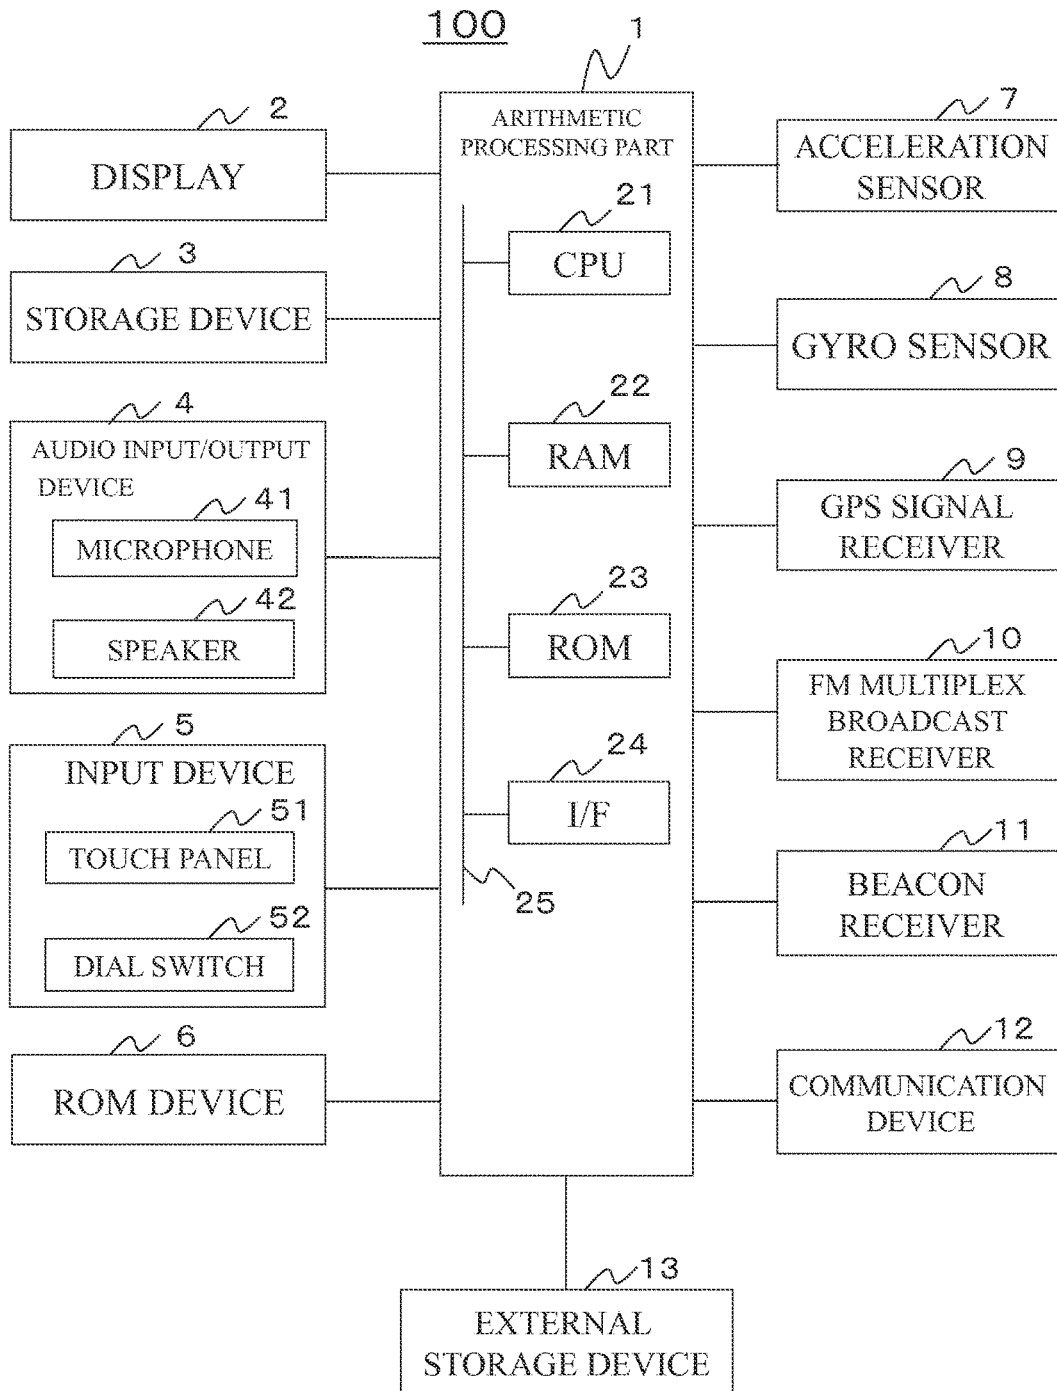 100
1
ARITHMETIC
PROCESSING PART
21
CPU
22
RAM
23
ROM
24
I/F
25
2
DISPLAY
3
STORAGE DEVICE
4
AUDIO INPUT/OUTPUT
DEVICE
41
MICROPHONE
42
SPEAKER
5
INPUT DEVICE
51
TOUCH PANEL
52
DIAL SWITCH
6
ROM DEVICE
7
ACCELERATION
SENSOR
8
GYRO SENSOR
9
GPS SIGNAL
RECEIVER
10
FM MULTIPLEX
BROADCAST
RECEIVER
11
BEACON
RECEIVER
12
COMMUNICATION
DEVICE
13
EXTERNAL
STORAGE DEVICE